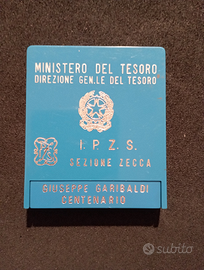 MINISTERO DEL TESORO
DIREZIONE GEN.LE DEL TESORO
I.P.Z.S.
SEZIONE ZECCA
GIUSEPPE GARIBALDI
CENTENARIO
subito